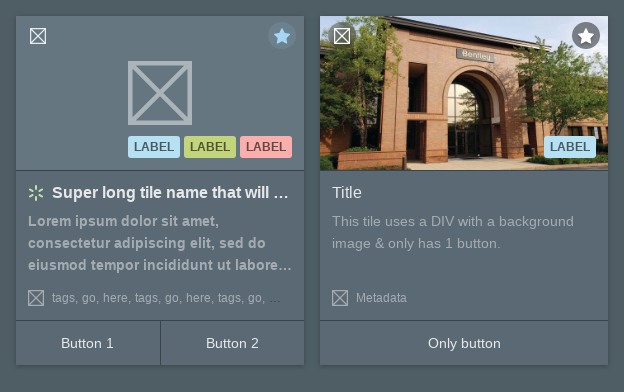 LABEL LABEL LABEL
Super long tile name that will ...
Lorem ipsum dolor sit amet,
consectetur adipiscing elit, sed do
eiusmod tempor incididunt ut labore...
tags, go, here, tags, go, here, tags, go, ...
Button 1
Button 2
Bentley
LABEL
Title
This tile uses a DIV with a background
image & only has 1 button.
Metadata
Only button